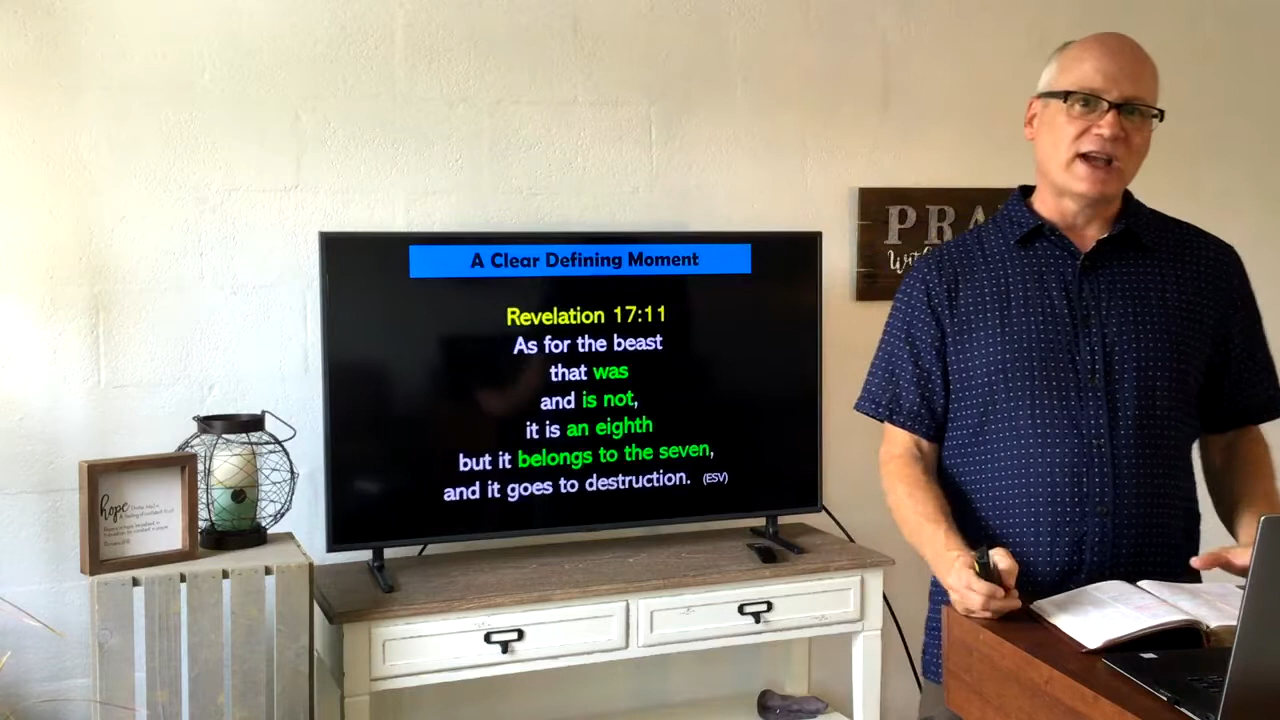 A Clear Defining Moment
Revelation 17:11
As for the beast
that was
and is not,
it is an eighth
but it belongs to the seven,
and it goes to destruction. (ESV)
PRA
hope